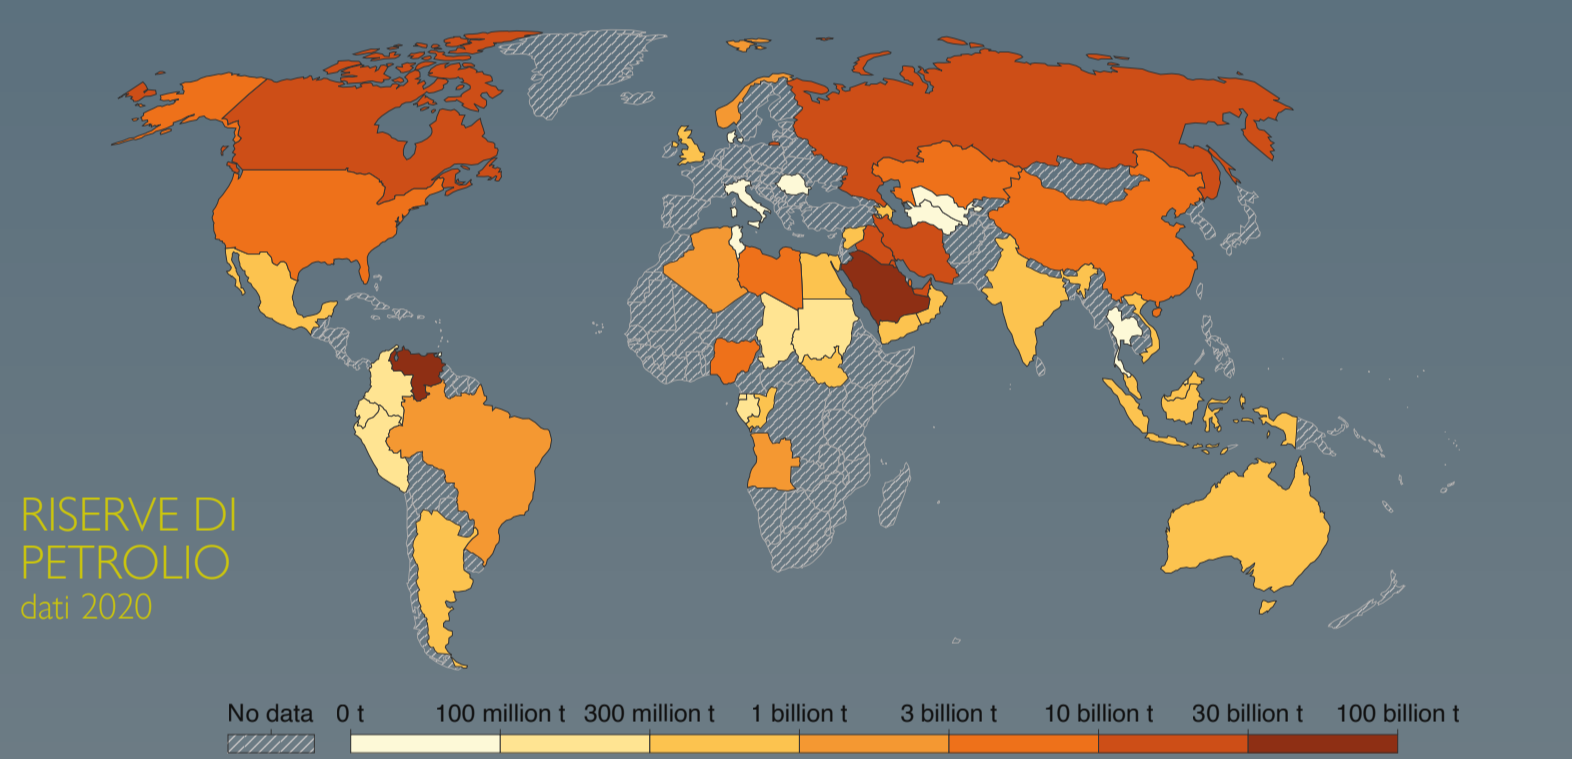 RISERVE DI
PETROLIO
dati 2020
No data 0 t 100 million t 300 million t 1 billion t 3 billion t 10 billion t 30 billion t 100 billion t